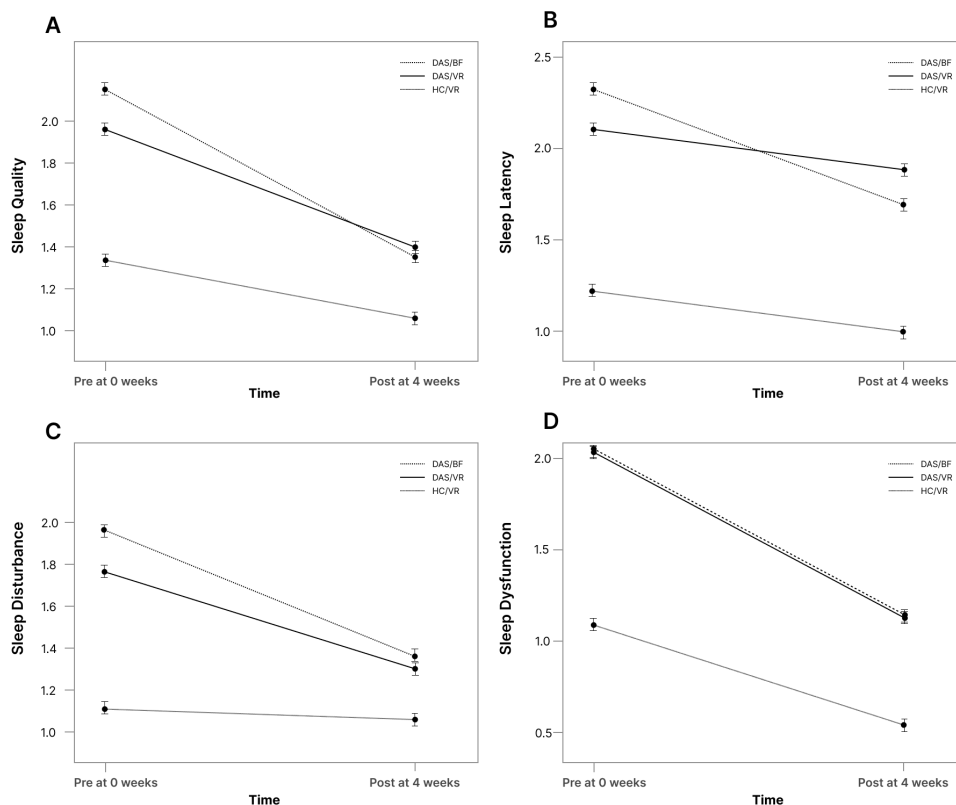 A
DAS/BF
DAS/VR
HC/VR
2.0
1.8
1.6
1.4
1.2
1.0
Sleep Quality
Pre at 0 weeks
Post at 4 weeks
Time
B
DAS/BF
DAS/VR
HC/VR
2.5
2.0
1.5
1.0
Sleep Latency
Pre at 0 weeks
Post at 4 weeks
Time
C
DAS/BF
DAS/VR
HC/VR
2.0
1.8
1.6
1.4
1.2
1.0
Sleep Disturbance
Pre at 0 weeks
Post at 4 weeks
Time
D
DAS/BF
DAS/VR
HC/VR
2.0
1.5
1.0
0.5
Sleep Dysfunction
Pre at 0 weeks
Post at 4 weeks
Time